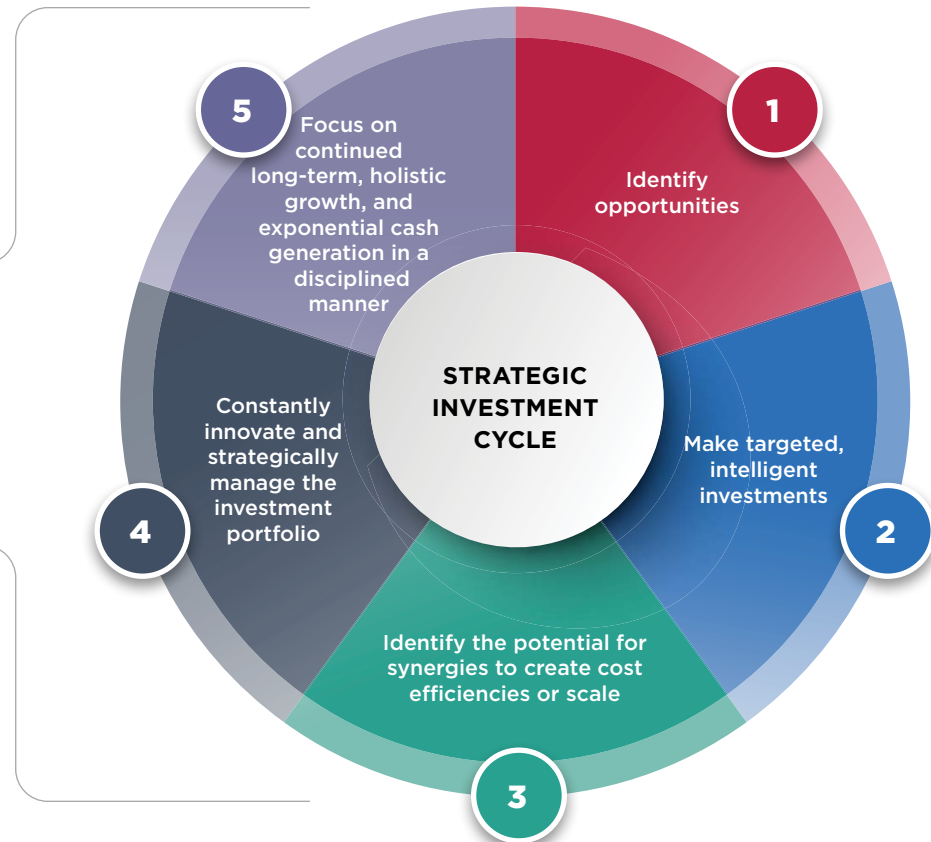 STRATEGIC
INVESTMENT
CYCLE
1
Identify
opportunities
2
Make targeted,
intelligent
investments
3
Identify the potential for
synergies to create cost
efficiencies or scale
4
Constantly
innovate and
strategically
manage the
investment
portfolio
5
Focus on
continued
long-term, holistic
growth, and
exponential cash
generation in a
disciplined
manner